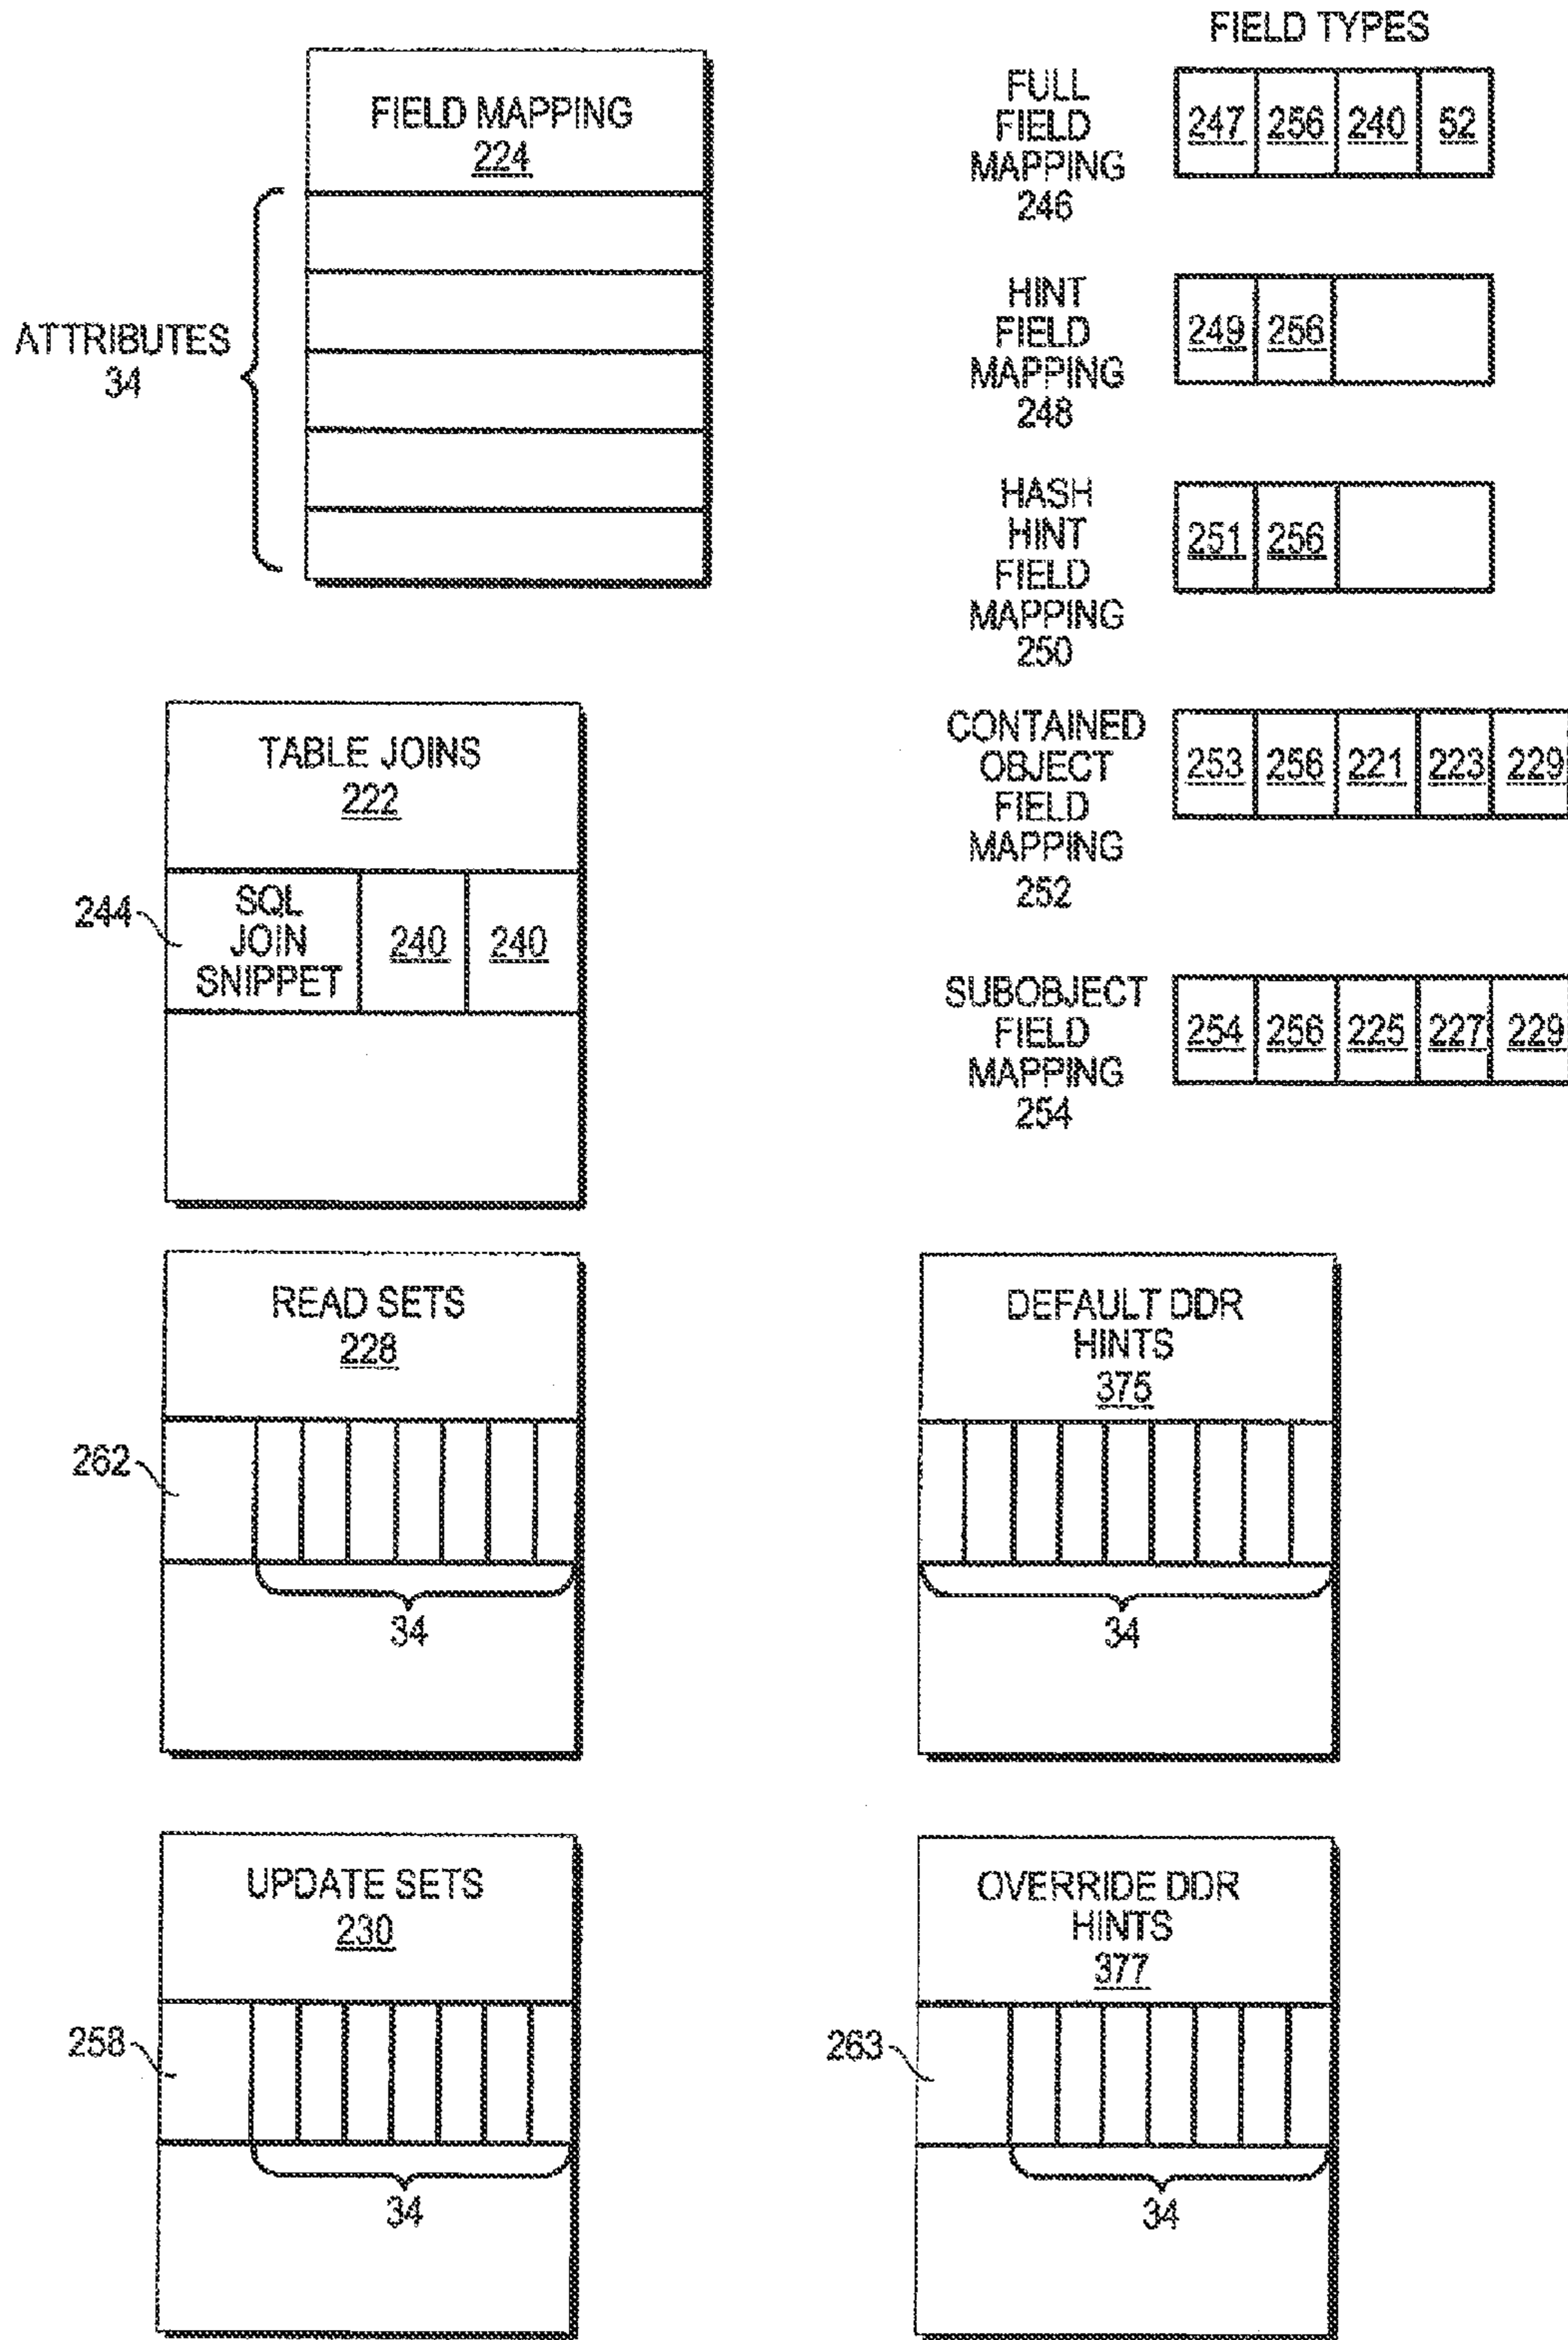 FIELD MAPPING
224
ATTRIBUTES
34
FIELD TYPES
FULL
FIELD
MAPPING
246
247 256 240 52
HINT
FIELD
MAPPING
248
249 256
HASH
HINT
FIELD
MAPPING
250
251 256
CONTAINED
OBJECT
FIELD
MAPPING
252
253 256 221 223 229
SUBOBJECT
FIELD
MAPPING
254
254 256 225 227 229
TABLE JOINS
222
244
SQL
JOIN
SNIPPET
240 240
READ SETS
228
262
34
DEFAULT DDR
HINTS
375
34
UPDATE SETS
230
258
34
OVERRIDE DDR
HINTS
377
263
34